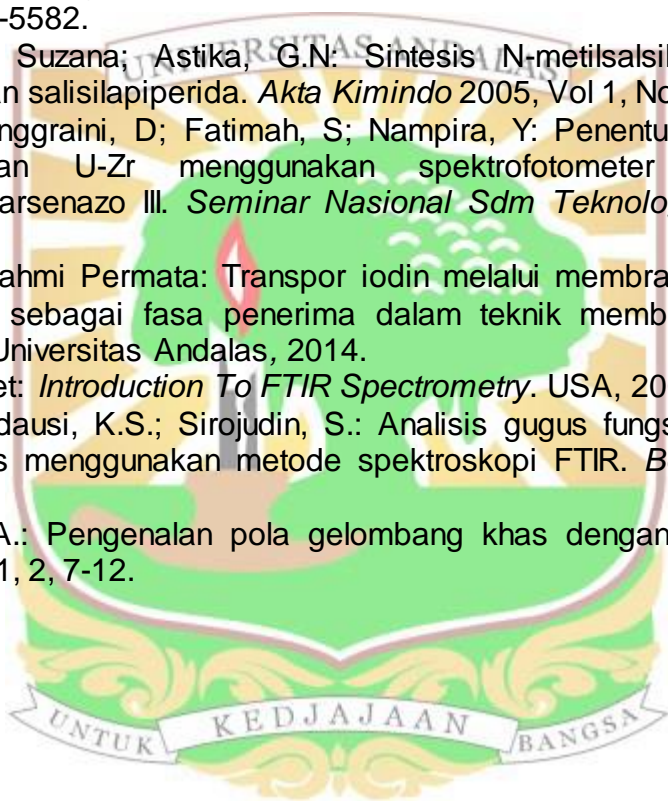 -5582.
Suzana; Astika, G.N: Sintesis N-metilsalsil
UNIVERSITAS ANDALAS
an salisilapiperida. Akta Kimindo 2005, Vol 1, No
nggraini, D; Fatimah, S; Nampira, Y: Penentu
an U-Zr menggunakan spektrofotometer
arsenazo III. Seminar Nasional Sdm Teknolo
ahmi Permata: Transpor iodin melalui membra
sebagai fasa penerima dalam teknik memb
Universitas Andalas, 2014.
et: Introduction To FTIR Spectrometry. USA, 20
dausi, K.S.; Sirojudin, S.: Analisis gugus fungs
s menggunakan metode spektroskopi FTIR. B
A.: Pengenalan pola gelombang khas dengan
1, 2, 7-12.
UNTUK KEDJAJAAN BANGSA